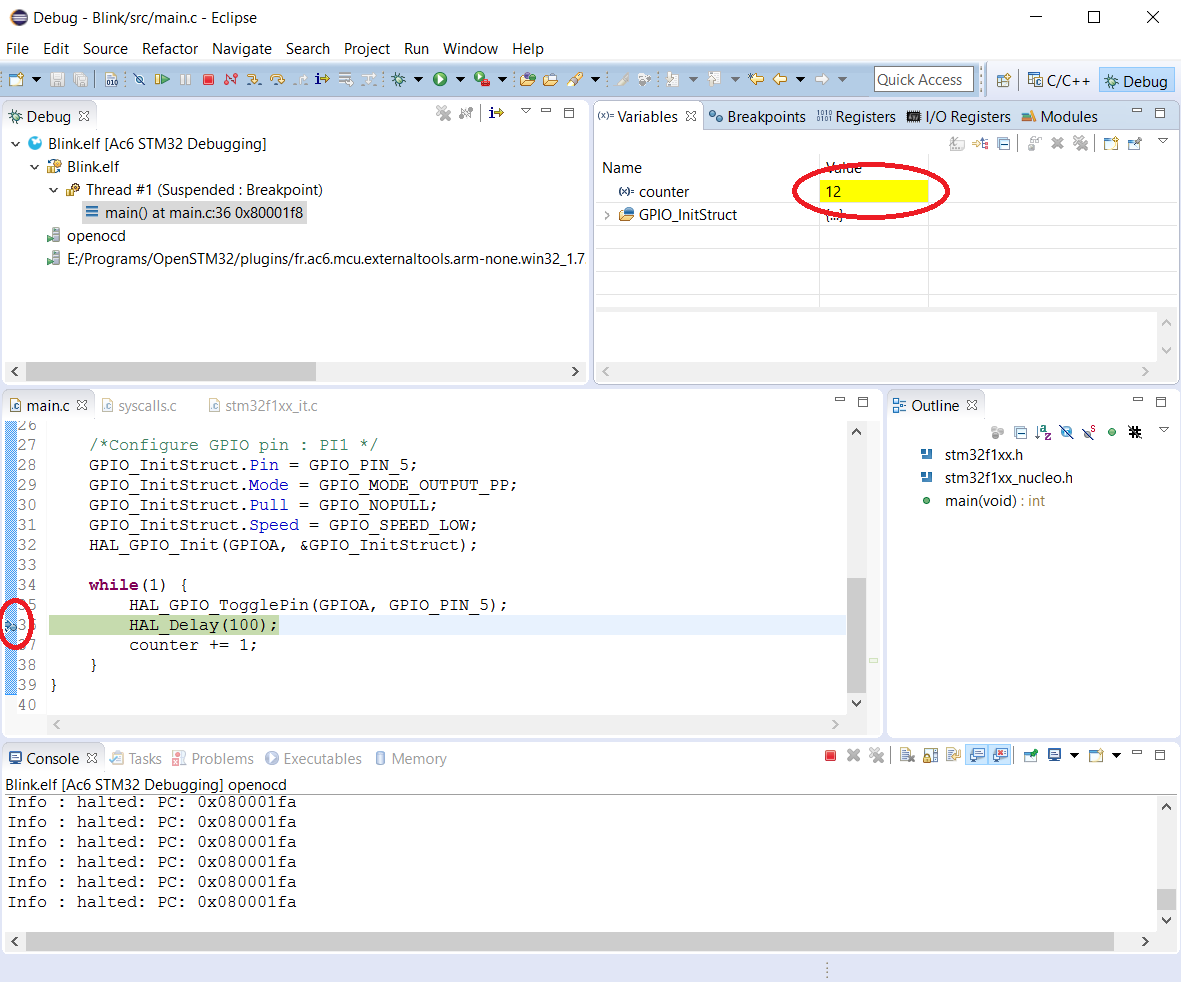 Debug - Blink/src/main.c - Eclipse
File Edit Source Refactor Navigate Search Project Run Window Help
Quick Access C/C++ Debug
Debug
Blink.elf [Ac6 STM32 Debugging]
Blink.elf
Thread #1 (Suspended : Breakpoint)
main() at main.c:36 0x80001f8
openocd
E:/Programs/OpenSTM32/plugins/fr.ac6.mcu.externaltools.arm-none.win32_1.7
(x)= Variables Breakpoints Registers I/O Registers Modules
Name Value
(x)= counter 12
GPIO_InitStruct {...}
main.c syscalls.c stm32f1xx_it.c
26
27 /*Configure GPIO pin : PI1 */
28 GPIO_InitStruct.Pin = GPIO_PIN_5;
29 GPIO_InitStruct.Mode = GPIO_MODE_OUTPUT_PP;
30 GPIO_InitStruct.Pull = GPIO_NOPULL;
31 GPIO_InitStruct.Speed = GPIO_SPEED_LOW;
32 HAL_GPIO_Init(GPIOA, &GPIO_InitStruct);
33
34 while(1) {
35 HAL_GPIO_TogglePin(GPIOA, GPIO_PIN_5);
36 HAL_Delay(100);
37 counter += 1;
38 }
39 }
40
Outline
stm32f1xx.h
stm32f1xx_nucleo.h
main(void) : int
Console Tasks Problems Executables Memory
Blink.elf [Ac6 STM32 Debugging] openocd
Info : halted: PC: 0x080001fa
Info : halted: PC: 0x080001fa
Info : halted: PC: 0x080001fa
Info : halted: PC: 0x080001fa
Info : halted: PC: 0x080001fa
Info : halted: PC: 0x080001fa